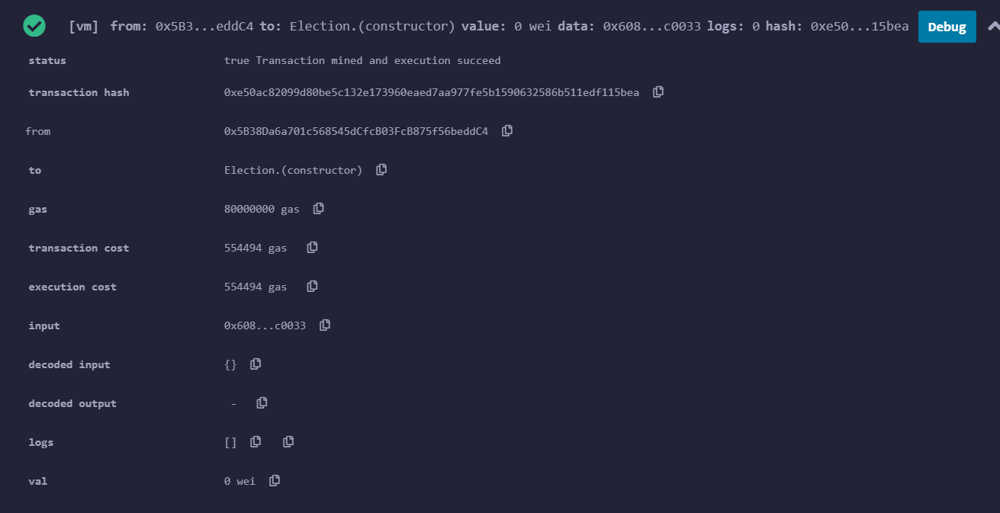 [vm] from: 0x5B3...eddC4 to: Election.(constructor) value: 0 wei data: 0x608...c0033 logs: 0 hash: 0xe50...15bea Debug
status true Transaction mined and execution succeed
transaction hash 0xe50ac82099d80be5c132e173960eaed7aa977fe5b1590632586b511edf115bea
from 0x5B38Da6a701c568545dCfcB03FcB875f56beddC4
to Election.(constructor)
gas 80000000 gas
transaction cost 554494 gas
execution cost 554494 gas
input 0x608...c0033
decoded input {}
decoded output -
logs []
val 0 wei